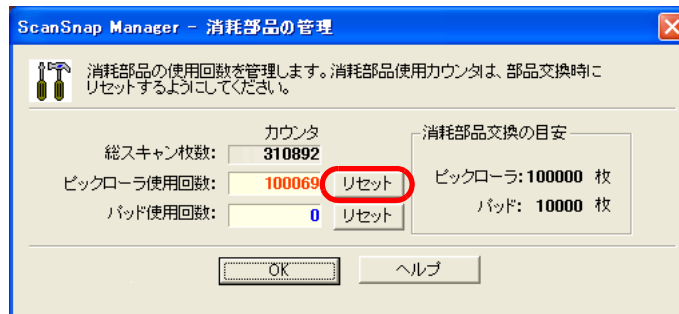 ScanSnap Manager - 消耗部品の管理
消耗部品の使用回数を管理します。消耗部品使用カウンタは、部品交換時に
リセットするようにしてください。
カウンタ
総スキャン枚数: 310892
ピックローラ使用回数: 100069 リセット
パッド使用回数: 0 リセット
消耗部品交換の目安
ピックローラ: 100000 枚
パッド: 10000 枚
OK ヘルプ